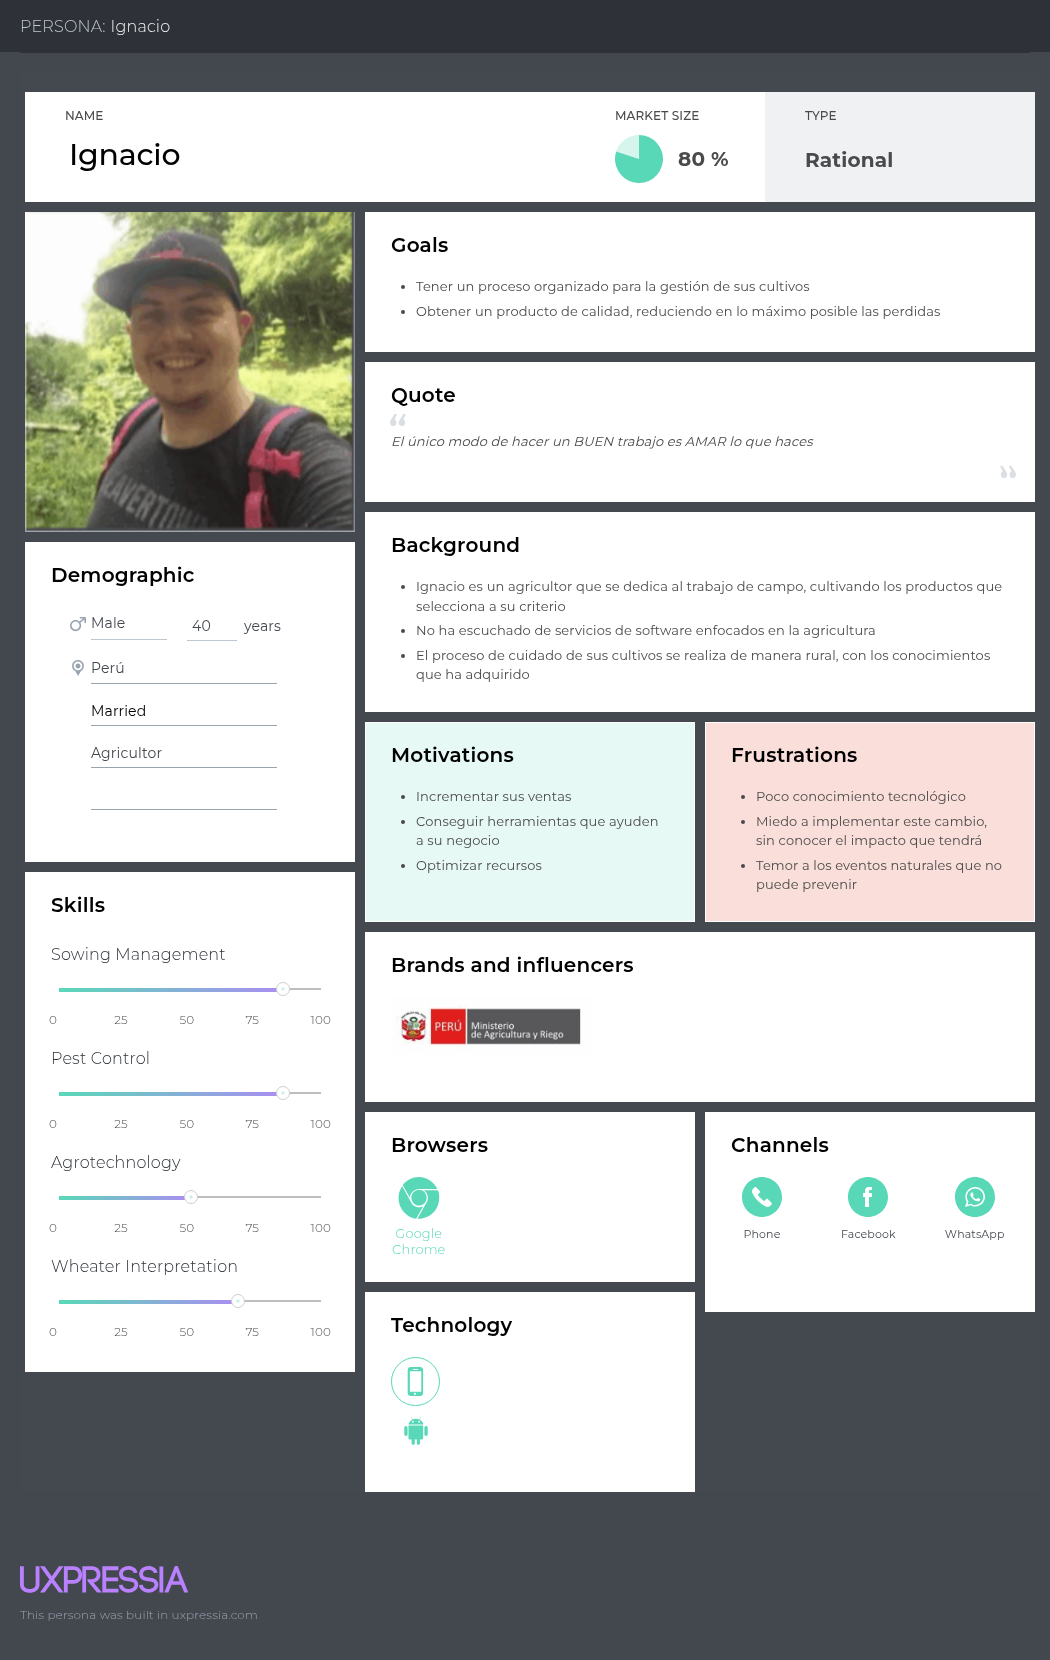 PERSONA: Ignacio
NAME
Ignacio
MARKET SIZE
80 %
TYPE
Rational
Goals
Tener un proceso organizado para la gestión de sus cultivos
Obtener un producto de calidad, reduciendo en lo máximo posible las perdidas
Quote
“
El único modo de hacer un BUEN trabajo es AMAR lo que haces
”
Demographic
Male
40 years
Perú
Married
Agricultor
Background
Ignacio es un agricultor que se dedica al trabajo de campo, cultivando los productos que
selecciona a su criterio
No ha escuchado de servicios de software enfocados en la agricultura
El proceso de cuidado de sus cultivos se realiza de manera rural, con los conocimientos
que ha adquirido
Motivations
Incrementar sus ventas
Conseguir herramientas que ayuden
a su negocio
Optimizar recursos
Frustrations
Poco conocimiento tecnológico
Miedo a implementar este cambio,
sin conocer el impacto que tendrá
Temor a los eventos naturales que no
puede prevenir
Skills
Sowing Management
0 25 50 75 100
Pest Control
0 25 50 75 100
Agrotechnology
0 25 50 75 100
Wheater Interpretation
0 25 50 75 100
Brands and influencers
PERÚ
Ministerio
de Agricultura y Riego
Browsers
Google
Chrome
Channels
Phone
Facebook
WhatsApp
Technology
UXPRESSIA
This persona was built in uxpressia.com